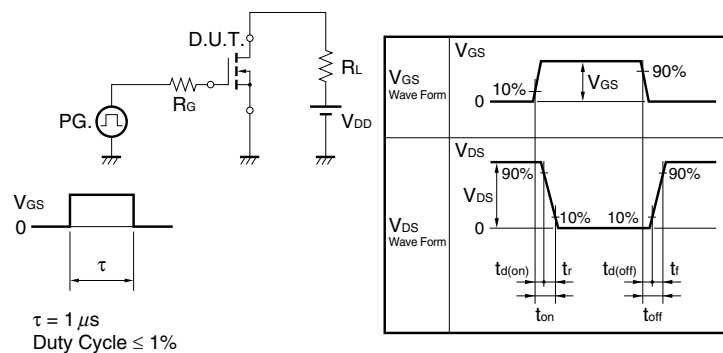 D.U.T.
RL
RG
PG.
VDD
VGS
0
τ
τ = 1 μs
Duty Cycle ≤ 1%
VGS
Wave Form
VGS
10%
VGS
90%
0
VDS
Wave Form
VDS
90%
VDS
10%
10%
90%
0
td(on)
tr
td(off)
tf
ton
toff